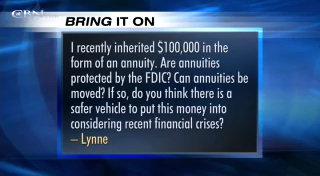 CBN
BRING IT ON
I recently inherited $100,000 in the
form of an annuity. Are annuities
protected by the FDIC? Can annuities be
moved? If so, do you think there is a
safer vehicle to put this money into
considering recent financial crises?
– Lynne